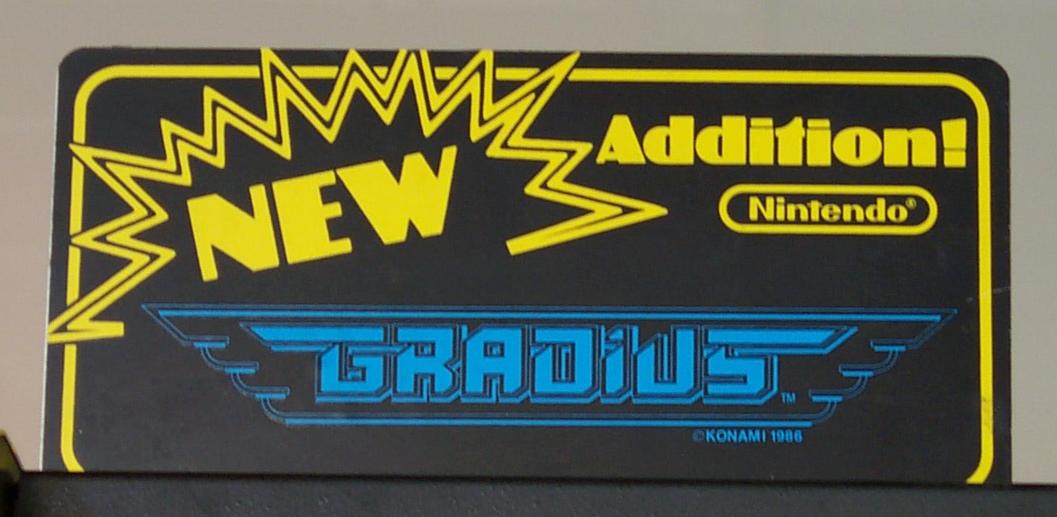 NEW
Addition!
Nintendo®
GRADIUS™
©KONAMI 1986